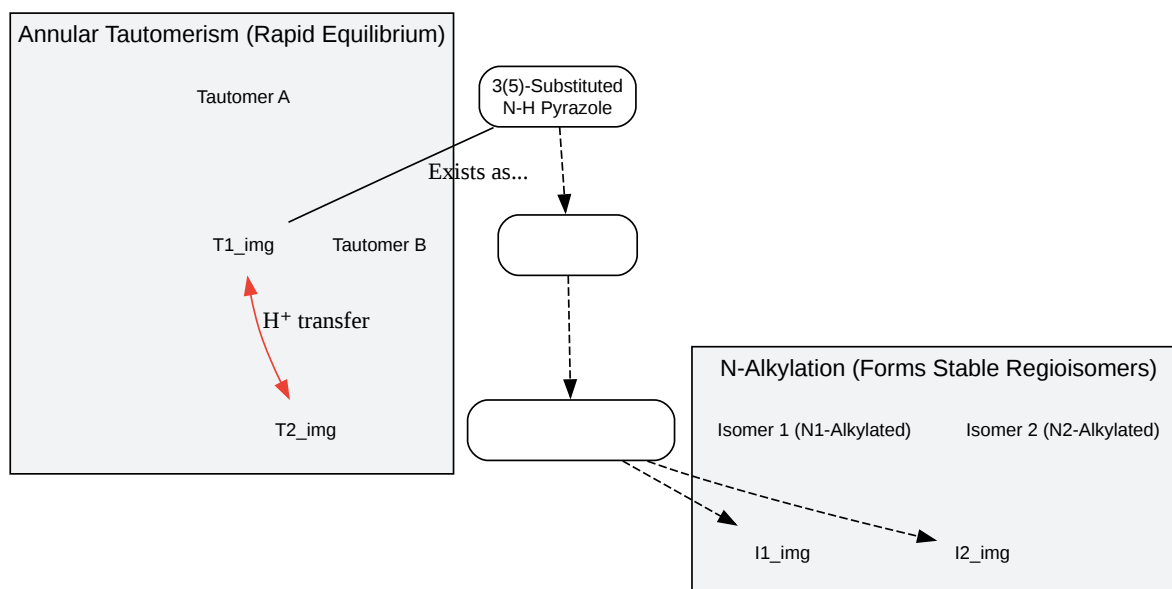 Annular Tautomerism (Rapid Equilibrium)
Tautomer A
3(5)-Substituted
N-H Pyrazole
Exists as...
T1_img
Tautomer B
H⁺ transfer
T2_img
N-Alkylation (Forms Stable Regioisomers)
Isomer 1 (N1-Alkylated)
Isomer 2 (N2-Alkylated)
I1_img
I2_img